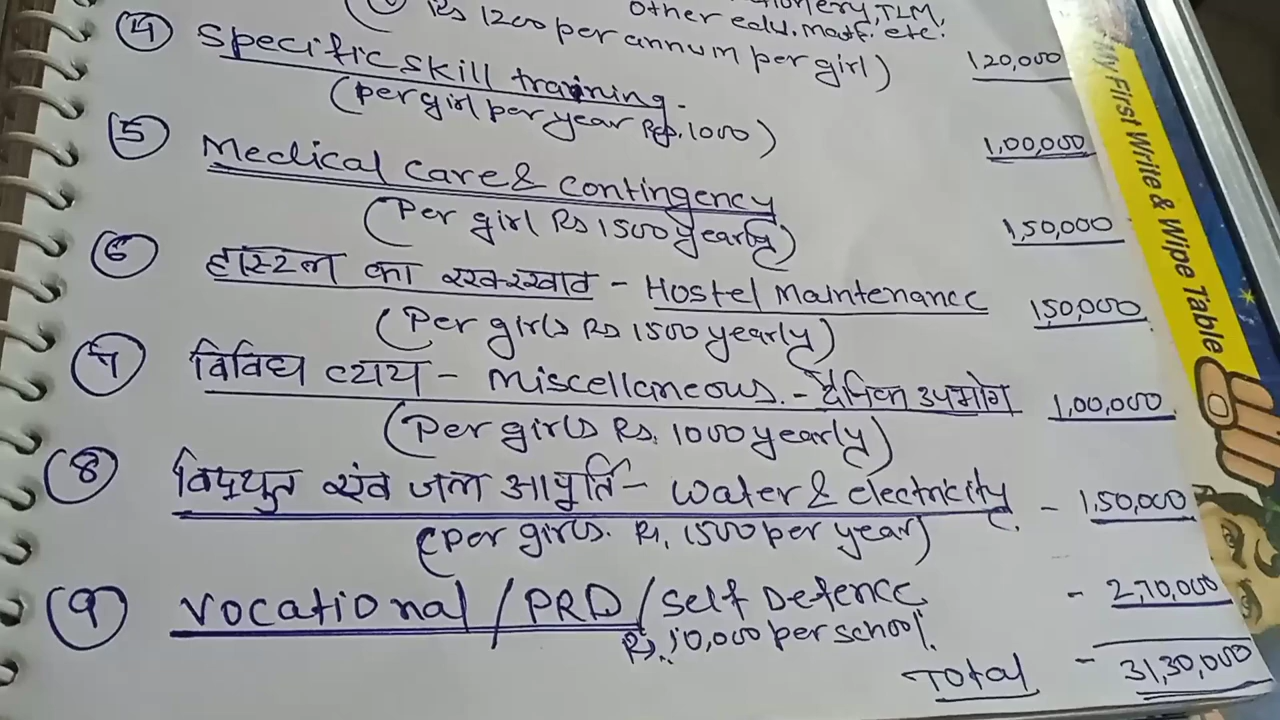 Other edu. matr. etc.
Rs 1200 per annum per girl) 1,20,000
④ Specific skill training.
(per girl per year Rs. 1000) 1,00,000
⑤ Medical care & contingency
(Per girl Rs 1500 yearly) 1,50,000
⑥ हास्टल का रखरखाव - Hostel Maintenance
(Per girls Rs 1500 yearly) 150,000
७ विविध व्यय - Miscellaneous. - दैनिक उपभोग 1,00,000
(Per girls Rs. 1000 yearly)
⑧ विद्युत एंव जल आपूर्ति - water & electricity - 1,50,000
(per girls. Rs. 1500 per year)
⑨ Vocational / PRD / Self Defence - 2,70,000
Rs. 10,000 per school.
Total - 31,30,000
My First Write & Wipe Table